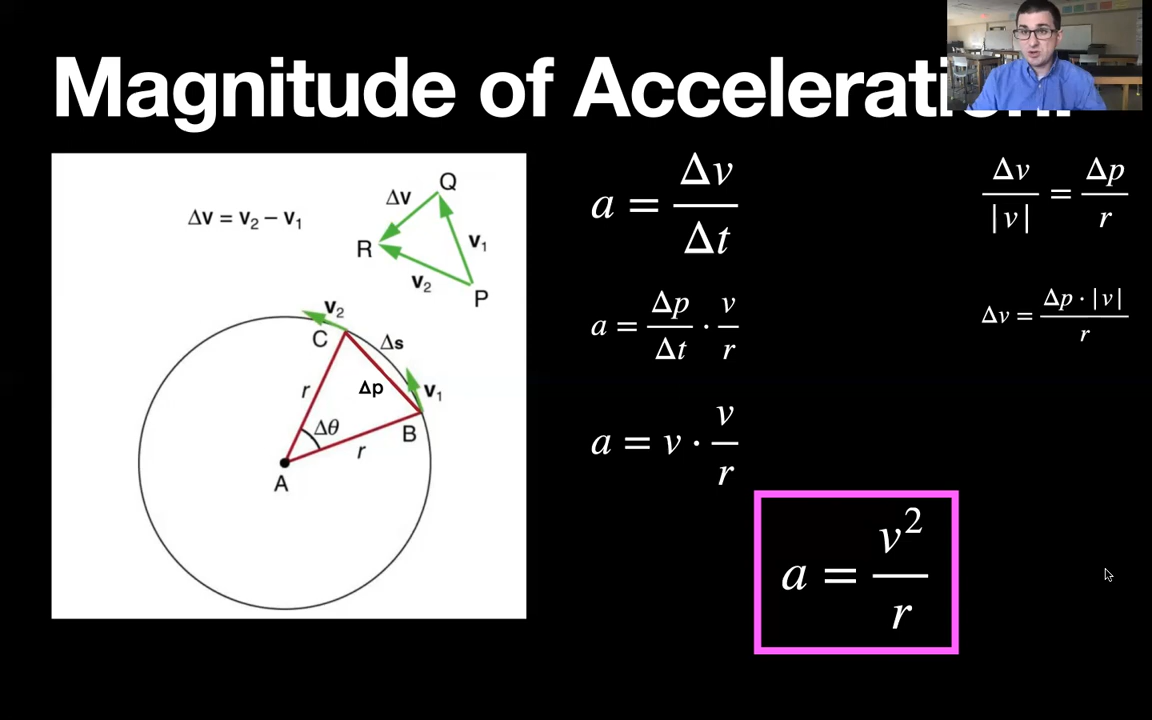 Magnitude of Acceleration:
Δv = v₂ − v₁
Q
Δv
R
v₁
v₂
P
v₂
C
Δs
r
Δp
v₁
Δθ
B
r
A
a = Δv/Δt
a = Δp/Δt · v/r
a = v · v/r
a = v²/r
Δv/|v| = Δp/r
Δv = Δp · |v|/r